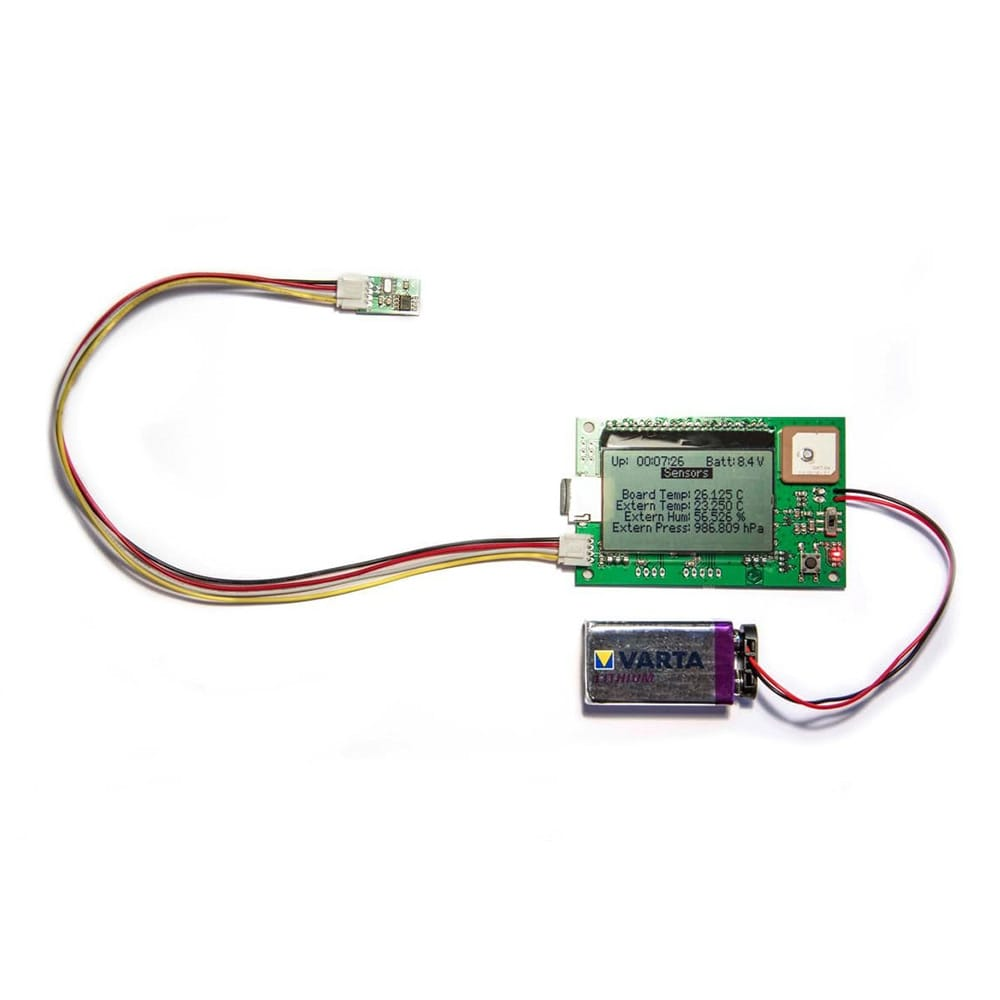 Up: 00:07:26 Batt: 8.4 V
Sensors
Board Temp: 26.125 C
Extern Temp: 23.250 C
Extern Hum: 56.526 %
Extern Press: 986.809 hPa
VARTA
LITHIUM